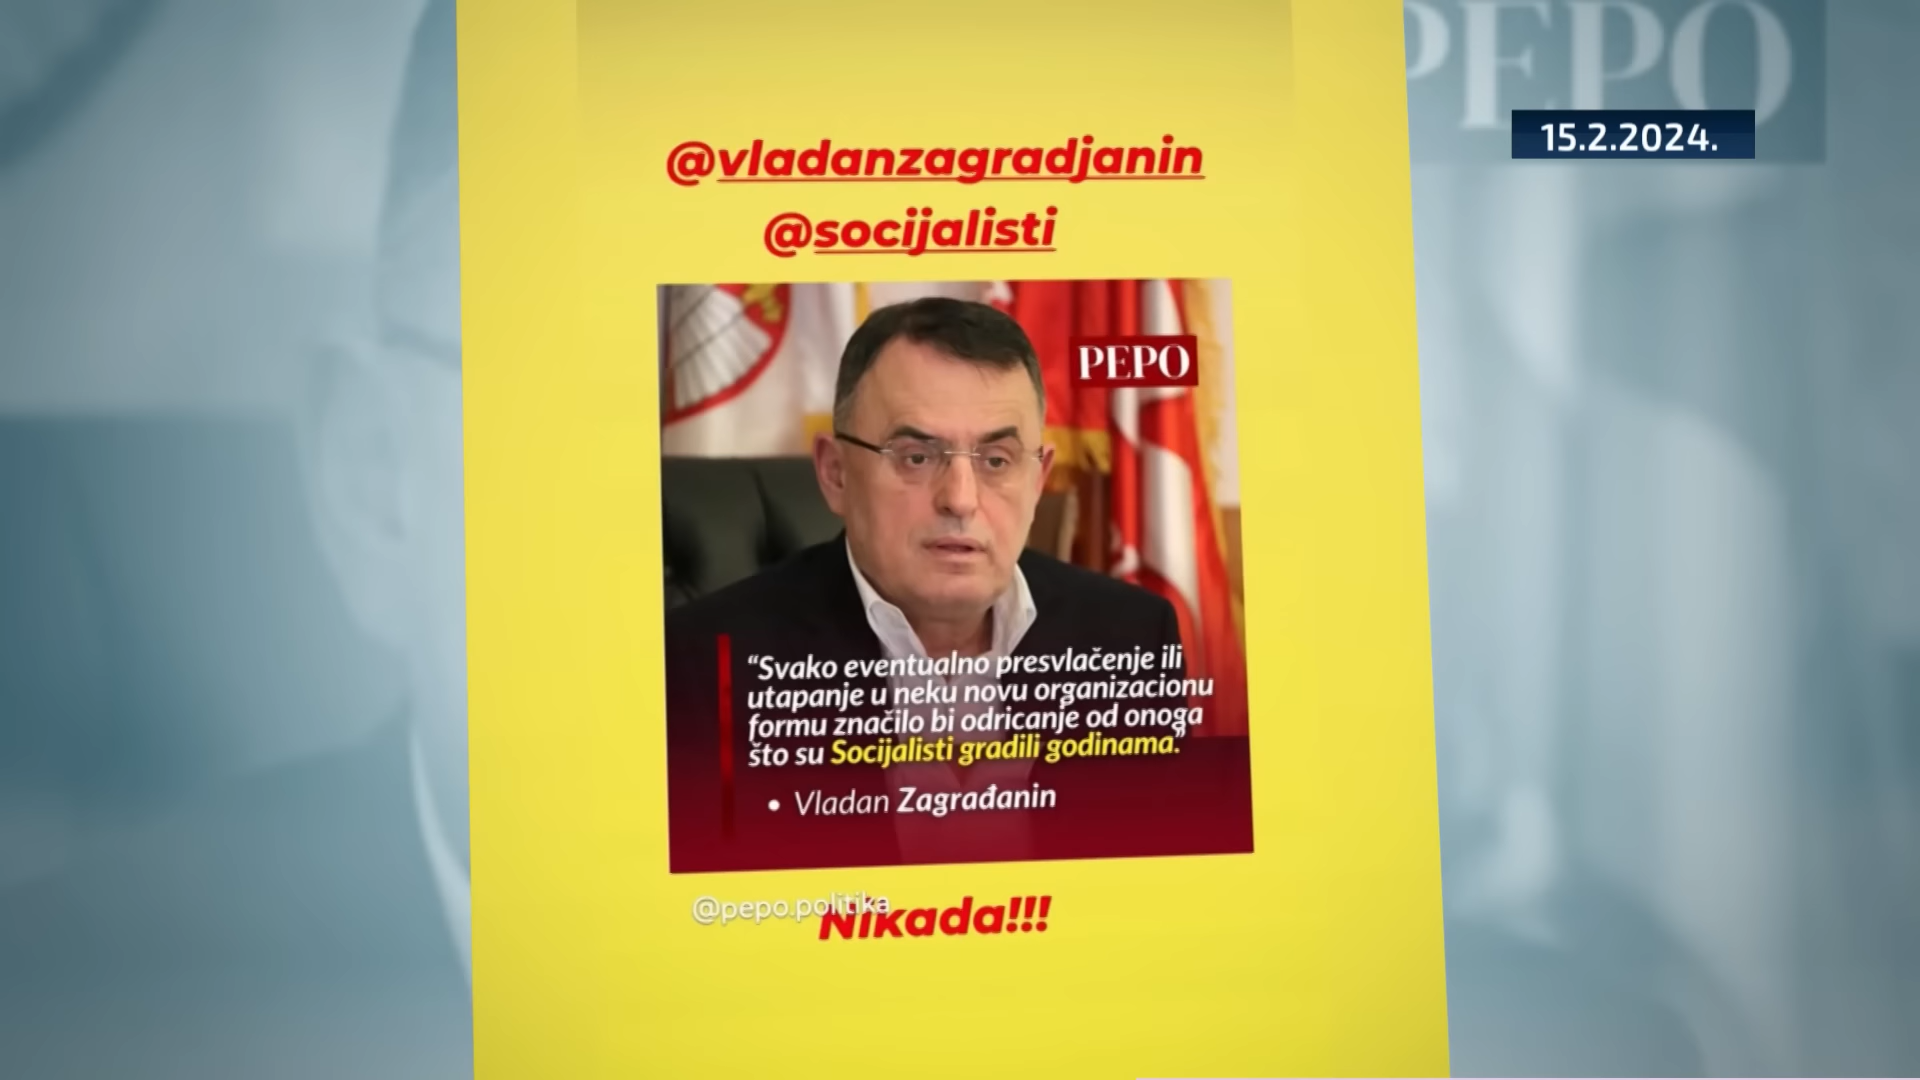 PEPO
15.2.2024.
@vladanzagradjanin
@socijalisti
PEPO
“Svako eventualno presvlačenje ili
utapanje u neku novu organizacionu
formu značilo bi odricanje od onoga
što su Socijalisti gradili godinama.”
• Vladan Zagrađanin
@pepo.politika
Nikada!!!